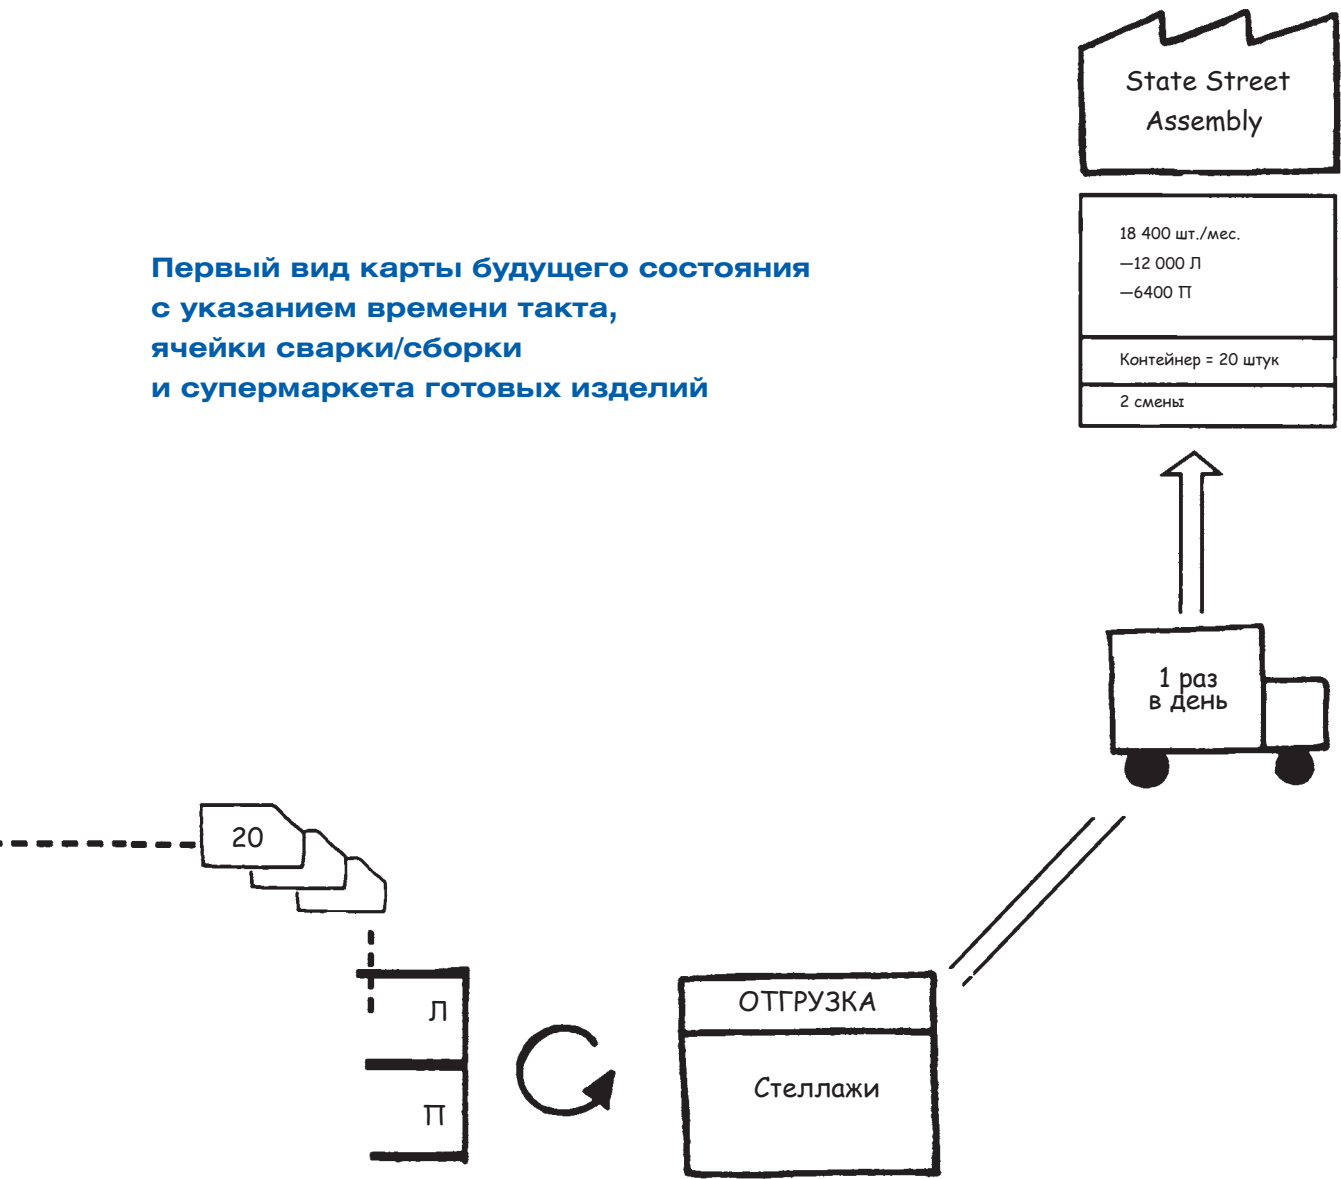 State Street
Assembly
18 400 шт./мес.
—12 000 Л
—6400 П
Контейнер = 20 штук
2 смены
Первый вид карты будущего состояния
с указанием времени такта,
ячейки сварки/сборки
и супермаркета готовых изделий
1 раз
в день
20
Л
П
ОТГРУЗКА
Стеллажи